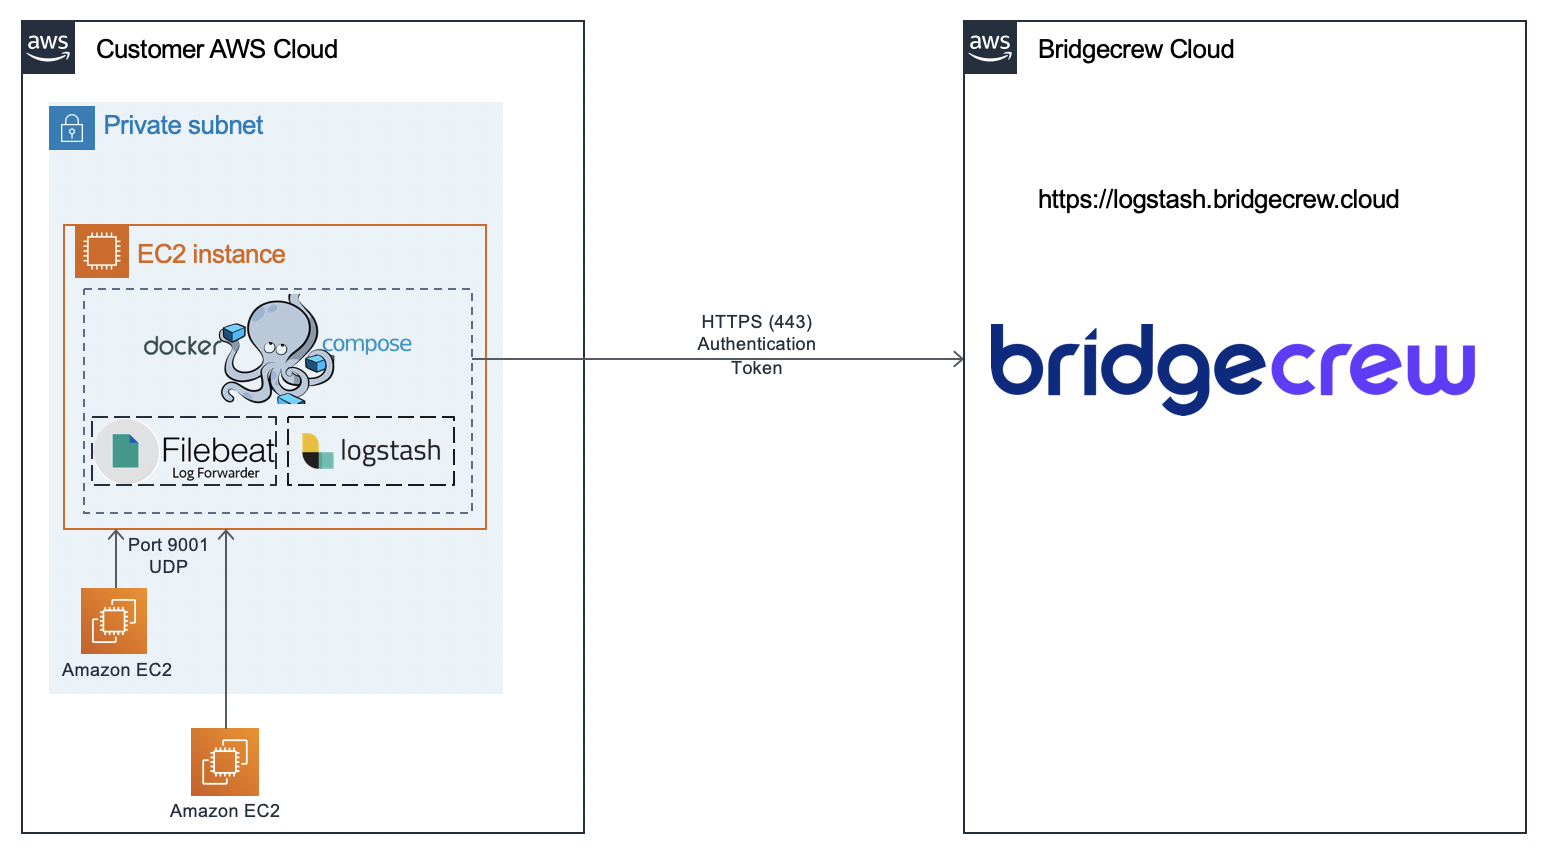 aws
Customer AWS Cloud
Private subnet
EC2 instance
docker compose
Filebeat
Log Forwarder
logstash
Port 9001
UDP
Amazon EC2
Amazon EC2
HTTPS (443)
Authentication
Token
aws
Bridgecrew Cloud
https://logstash.bridgecrew.cloud
bridgecrew